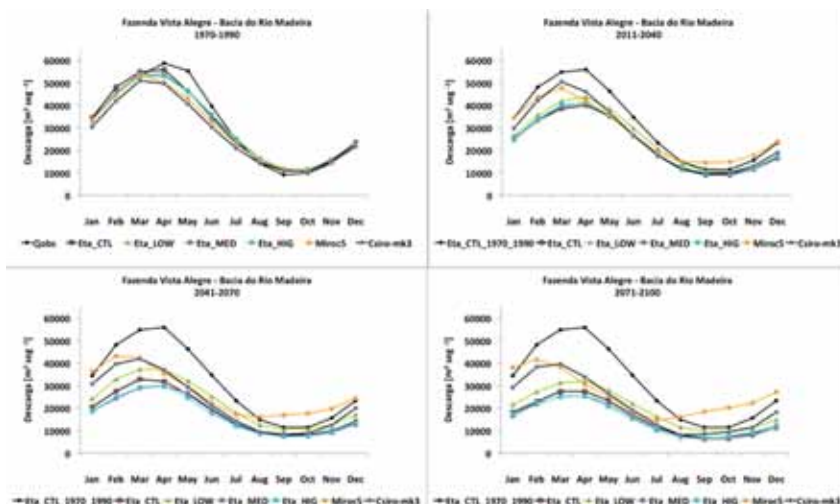 Fazenda Vista Alegre - Bacia do Rio Madeira
1970-1990
Descarga [m³ seg ⁻¹]
60000
50000
40000
30000
20000
10000
0
Jan Feb Mar Apr May Jun Jul Aug Sep Oct Nov Dec
Qobs Eta_CTL Eta_LOW Eta_MED Eta_HIG Miroc5 Csiro-mk3
Fazenda Vista Alegre - Bacia do Rio Madeira
2011-2040
Descarga [m³ seg ⁻¹]
60000
50000
40000
30000
20000
10000
0
Jan Feb Mar Apr May Jun Jul Aug Sep Oct Nov Dec
Eta_CTL_1970_1990 Eta_CTL Eta_LOW Eta_MED Eta_HIG Miroc5 Csiro-mk3
Fazenda Vista Alegre - Bacia do Rio Madeira
2041-2070
Descarga [m³ seg ⁻¹]
60000
50000
40000
30000
20000
10000
0
Jan Feb Mar Apr May Jun Jul Aug Sep Oct Nov Dec
Eta_CTL_1970_1990 Eta_CTL Eta_LOW Eta_MED Eta_HIG Miroc5 Csiro-mk3
Fazenda Vista Alegre - Bacia do Rio Madeira
2071-2100
Descarga [m³ seg ⁻¹]
60000
50000
40000
30000
20000
10000
0
Jan Feb Mar Apr May Jun Jul Aug Sep Oct Nov Dec
Eta_CTL_1970_1990 Eta_CTL Eta_LOW Eta_MED Eta_HIG Miroc5 Csiro-mk3